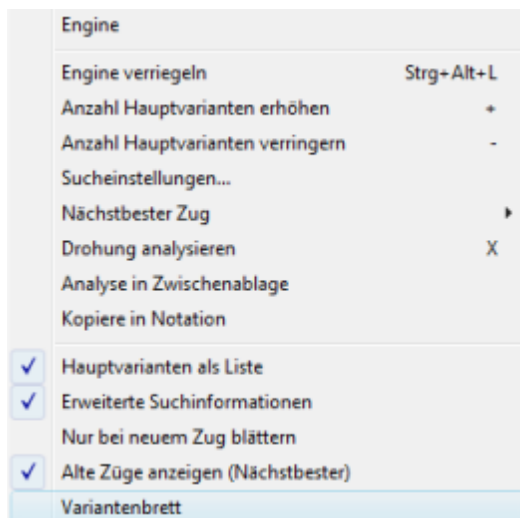 Engine
Engine verriegeln Strg+Alt+L
Anzahl Hauptvarianten erhöhen +
Anzahl Hauptvarianten verringern -
Sucheinstellungen...
Nächstbester Zug
Drohung analysieren X
Analyse in Zwischenablage
Kopiere in Notation
Hauptvarianten als Liste
Erweiterte Suchinformationen
Nur bei neuem Zug blättern
Alte Züge anzeigen (Nächstbester)
Variantenbrett